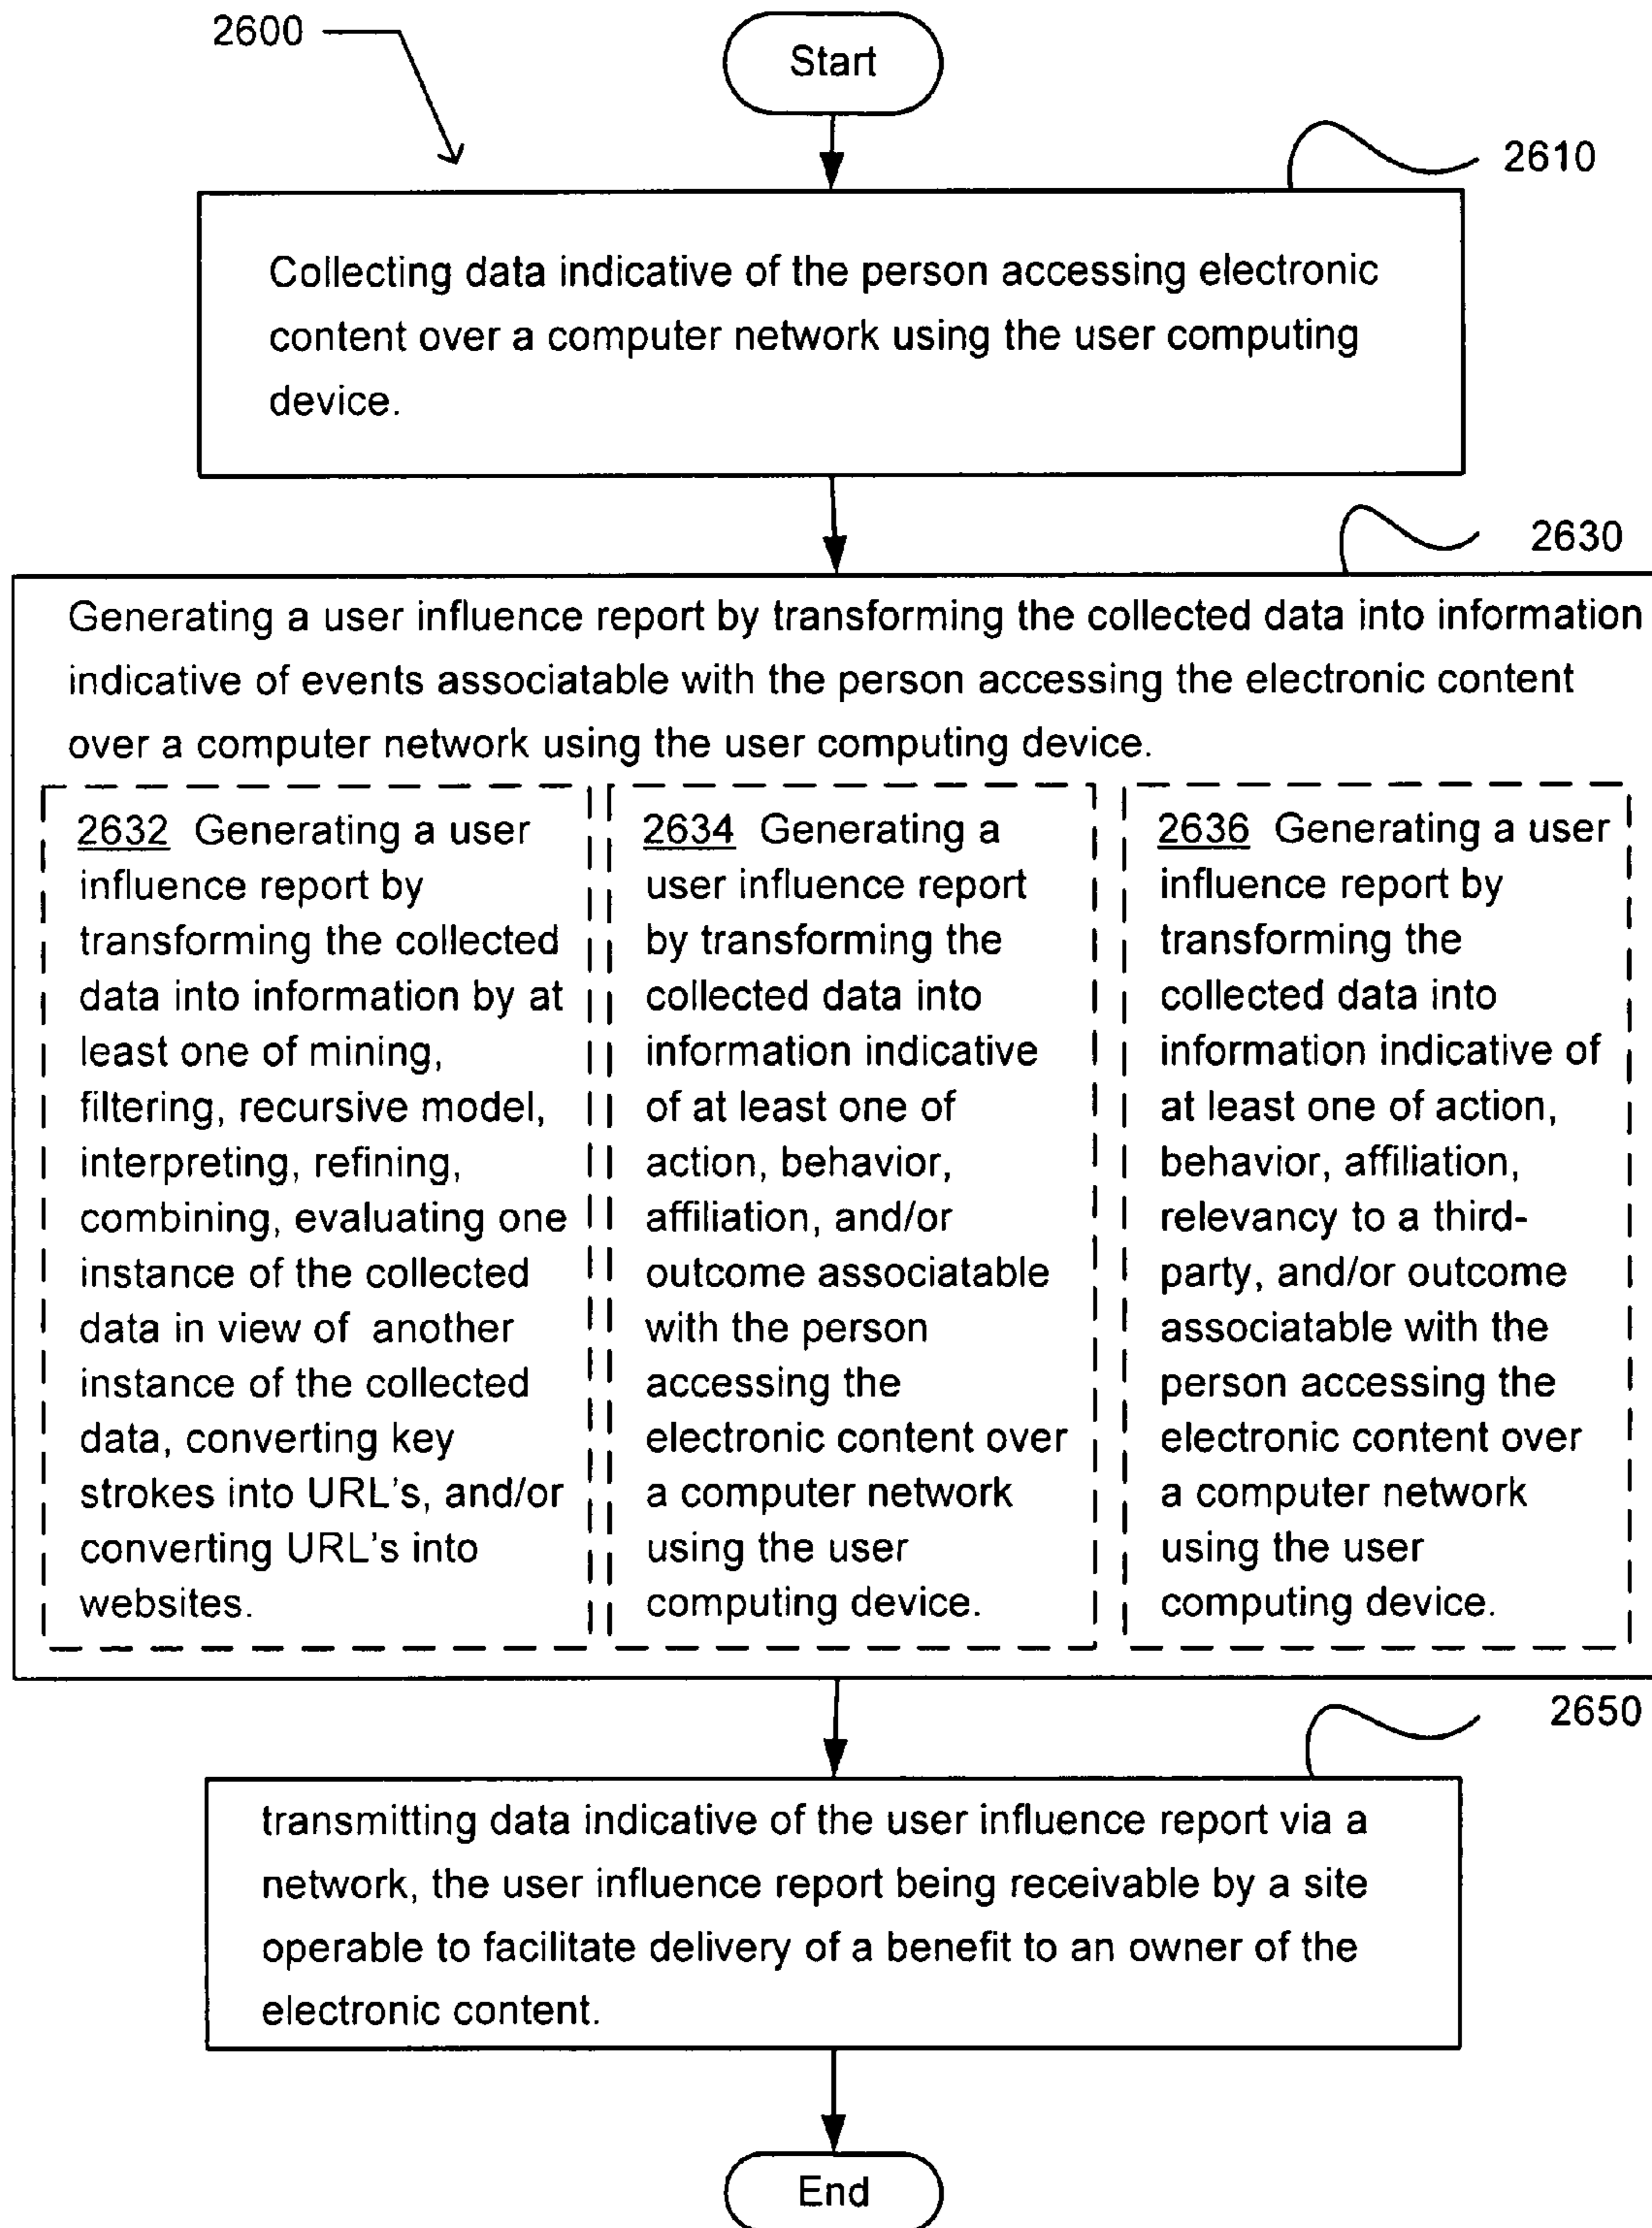 2600
Start
2610
Collecting data indicative of the person accessing electronic
content over a computer network using the user computing
device.
2630
Generating a user influence report by transforming the collected data into information
indicative of events associatable with the person accessing the electronic content
over a computer network using the user computing device.
2632 Generating a user
influence report by
transforming the collected
data into information by at
least one of mining,
filtering, recursive model,
interpreting, refining,
combining, evaluating one
instance of the collected
data in view of another
instance of the collected
data, converting key
strokes into URL's, and/or
converting URL's into
websites.
2634 Generating a
user influence report
by transforming the
collected data into
information indicative
of at least one of
action, behavior,
affiliation, and/or
outcome associatable
with the person
accessing the
electronic content over
a computer network
using the user
computing device.
2636 Generating a user
influence report by
transforming the
collected data into
information indicative of
at least one of action,
behavior, affiliation,
relevancy to a third-
party, and/or outcome
associatable with the
person accessing the
electronic content over
a computer network
using the user
computing device.
2650
transmitting data indicative of the user influence report via a
network, the user influence report being receivable by a site
operable to facilitate delivery of a benefit to an owner of the
electronic content.
End